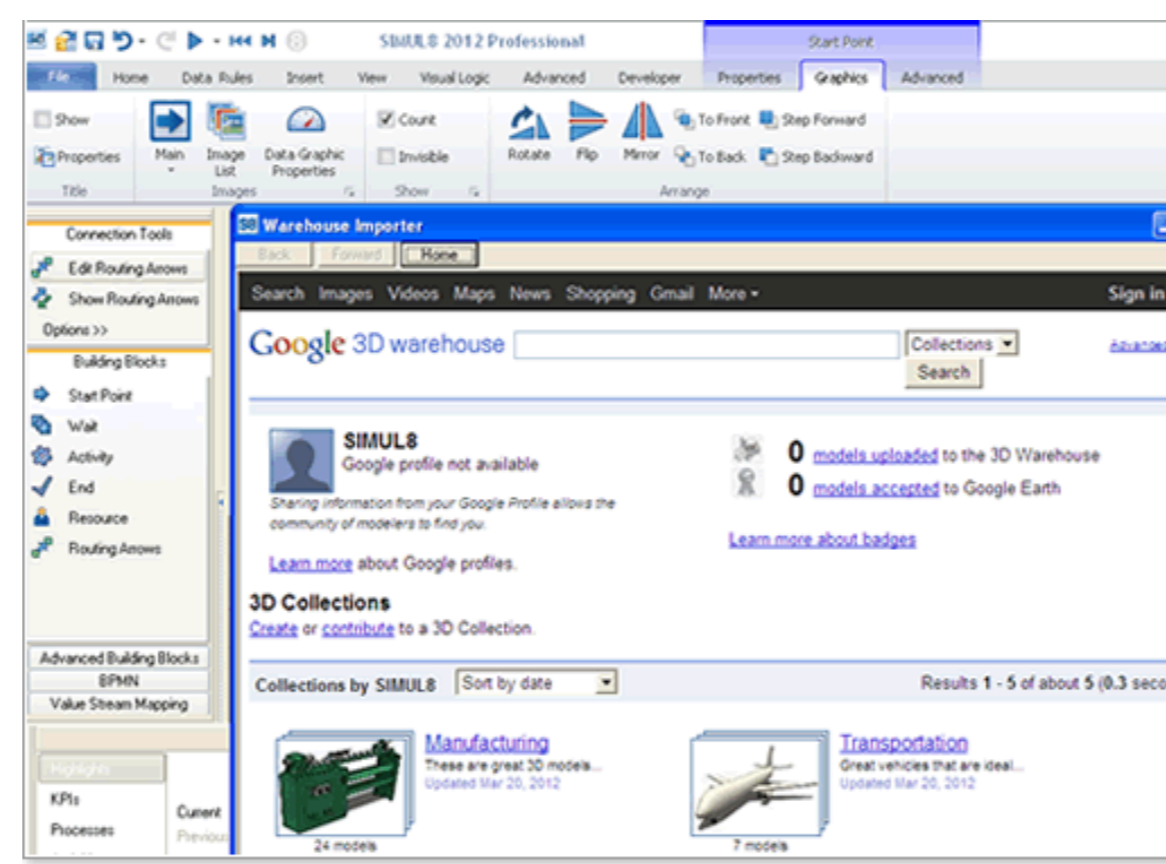 S8 SIMUL8 2012 Professional Start Point
File Home Data Rules Insert View Visual Logic Advanced Developer Properties Graphics Advanced
Show Main Image List Data Graphic Properties Count Rotate Flip Mirror To Front Step Forward
Properties Invisible To Back Step Backward
Title Images Show Arrange
Connection Tools
Edit Routing Arrows
Show Routing Arrows
Options >>
Building Blocks
Start Point
Wait
Activity
End
Resource
Routing Arrows
Advanced Building Blocks
BPMN
Value Stream Mapping
Highlights
KPIs
Processes
Current
Previous
S8 Warehouse Importer
Back Forward Home
Search Images Videos Maps News Shopping Gmail More Sign in
Google 3D warehouse Collections Advanced
Search
SIMUL8
Google profile not available
Sharing information from your Google Profile allows the
community of modelers to find you.
Learn more about Google profiles.
0 models uploaded to the 3D Warehouse
0 models accepted to Google Earth
Learn more about badges
3D Collections
Create or contribute to a 3D Collection.
Collections by SIMUL8 Sort by date Results 1 - 5 of about 5 (0.3 seco
Manufacturing
These are great 3D models...
Updated Mar 20, 2012
24 models
Transportation
Great vehicles that are ideal...
Updated Mar 20, 2012
7 models